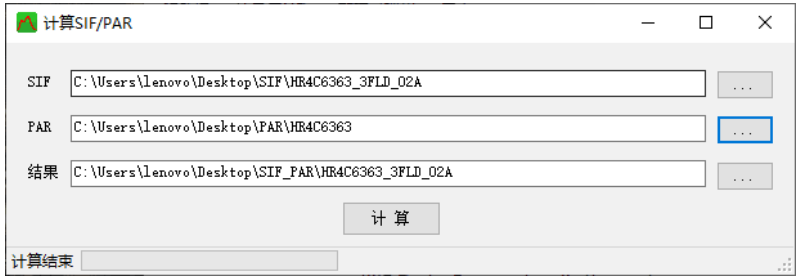 计算SIF/PAR
SIF C:\Users\lenovo\Desktop\SIF\HR4C6363_3FLD_02A ...
PAR C:\Users\lenovo\Desktop\PAR\HR4C6363 ...
结果 C:\Users\lenovo\Desktop\SIF_PAR\HR4C6363_3FLD_02A ...
计 算
计算结束